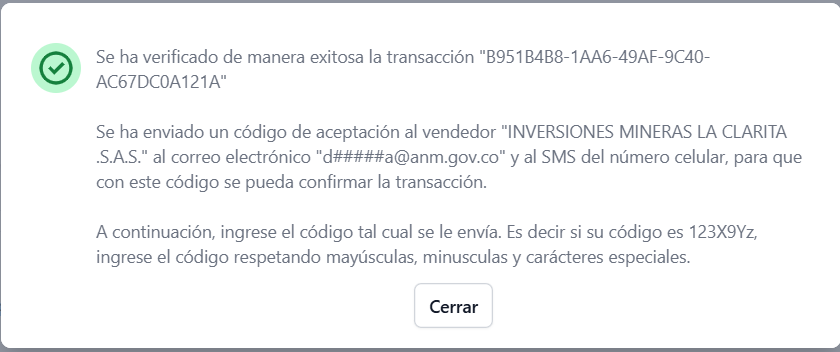 Se ha verificado de manera exitosa la transacción "B951B4B8-1AA6-49AF-9C40-
AC67DC0A121A"
Se ha enviado un código de aceptación al vendedor "INVERSIONES MINERAS LA CLARITA
.S.A.S." al correo electrónico "d#####a@anm.gov.co" y al SMS del número celular, para que
con este código se pueda confirmar la transacción.
A continuación, ingrese el código tal cual se le envía. Es decir si su código es 123X9Yz,
ingrese el código respetando mayúsculas, minusculas y carácteres especiales.
Cerrar